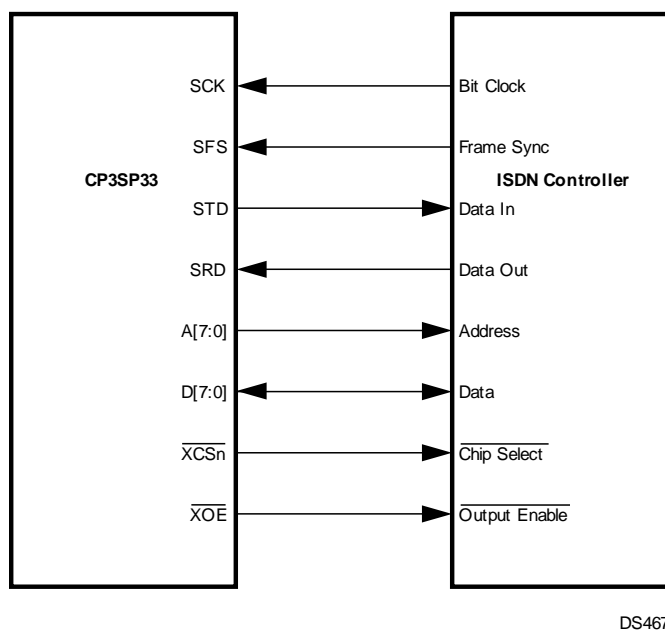 SCK Bit Clock
SFS Frame Sync
CP3SP33 ISDN Controller
STD Data In
SRD Data Out
A[7:0] Address
D[7:0] Data
XCSn Chip Select
XOE Output Enable
DS467